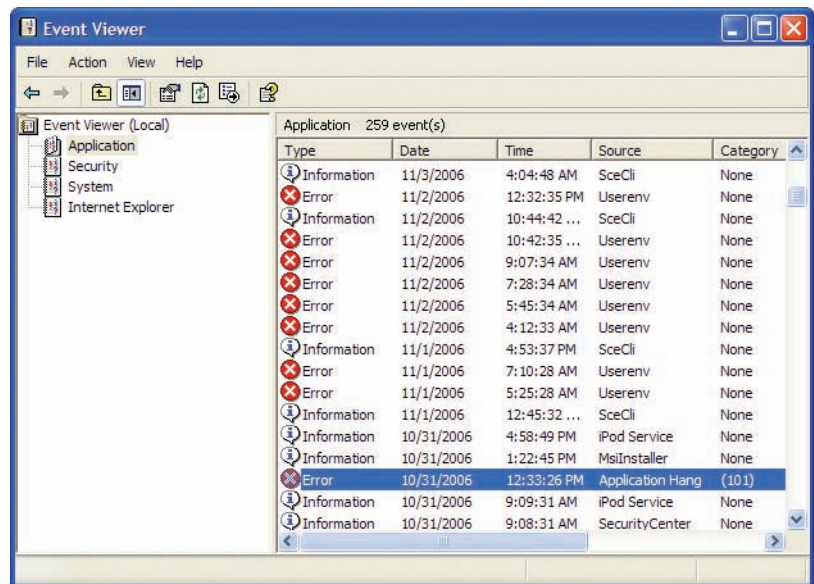 Event Viewer
File Action View Help
Event Viewer (Local)
Application
Security
System
Internet Explorer
Application 259 event(s)
Type Date Time Source Category
Information 11/3/2006 4:04:48 AM SceCli None
Error 11/2/2006 12:32:35 PM Userenv None
Information 11/2/2006 10:44:42 ... SceCli None
Error 11/2/2006 10:42:35 ... Userenv None
Error 11/2/2006 9:07:34 AM Userenv None
Error 11/2/2006 7:28:34 AM Userenv None
Error 11/2/2006 5:45:34 AM Userenv None
Error 11/2/2006 4:12:33 AM Userenv None
Information 11/1/2006 4:53:37 PM SceCli None
Error 11/1/2006 7:10:28 AM Userenv None
Error 11/1/2006 5:25:28 AM Userenv None
Information 11/1/2006 12:45:32 ... SceCli None
Information 10/31/2006 4:58:49 PM iPod Service None
Information 10/31/2006 1:22:45 PM MsiInstaller None
Error 10/31/2006 12:33:26 PM Application Hang (101)
Information 10/31/2006 9:09:31 AM iPod Service None
Information 10/31/2006 9:08:31 AM SecurityCenter None